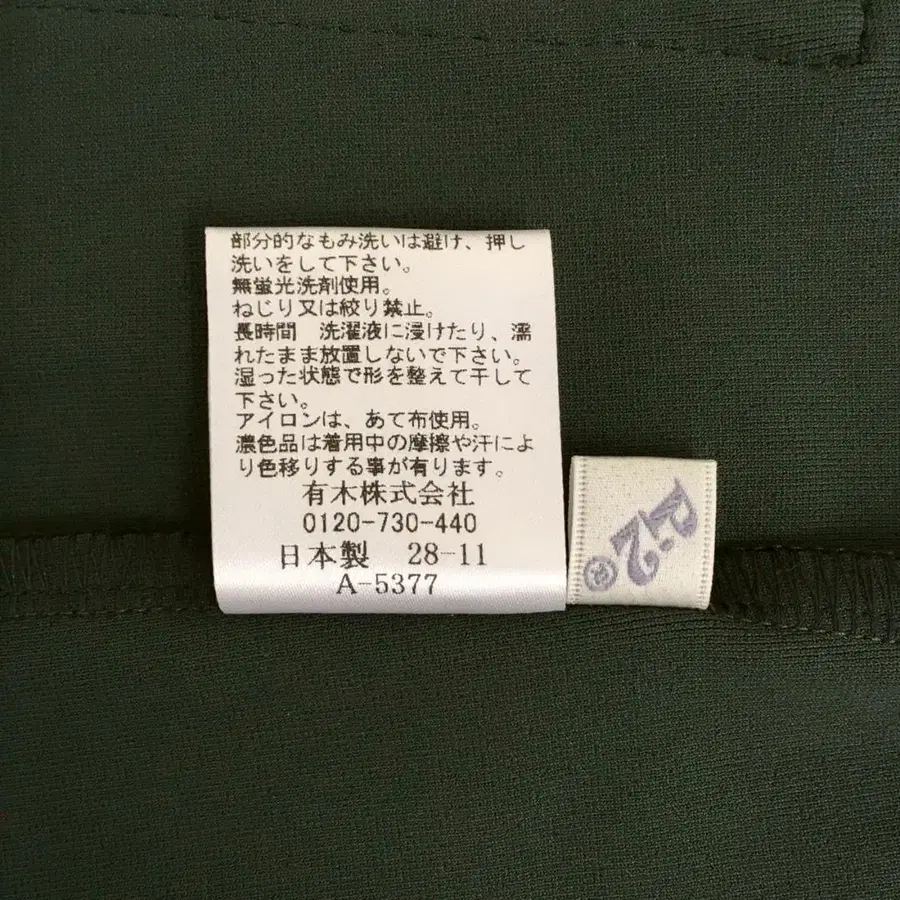 部分的なもみ洗いは避け、押し
洗いをして下さい。
無蛍光洗剤使用。
ねじり又は絞り禁止。
長時間　洗濯液に浸けたり、濡
れたまま放置しないで下さい。
湿った状態で形を整えて干して
下さい。
アイロンは、あて布使用。
濃色品は着用中の摩擦や汗によ
り色移りする事が有ります。
有木株式会社
0120-730-440
日本製　28-11
A-5377